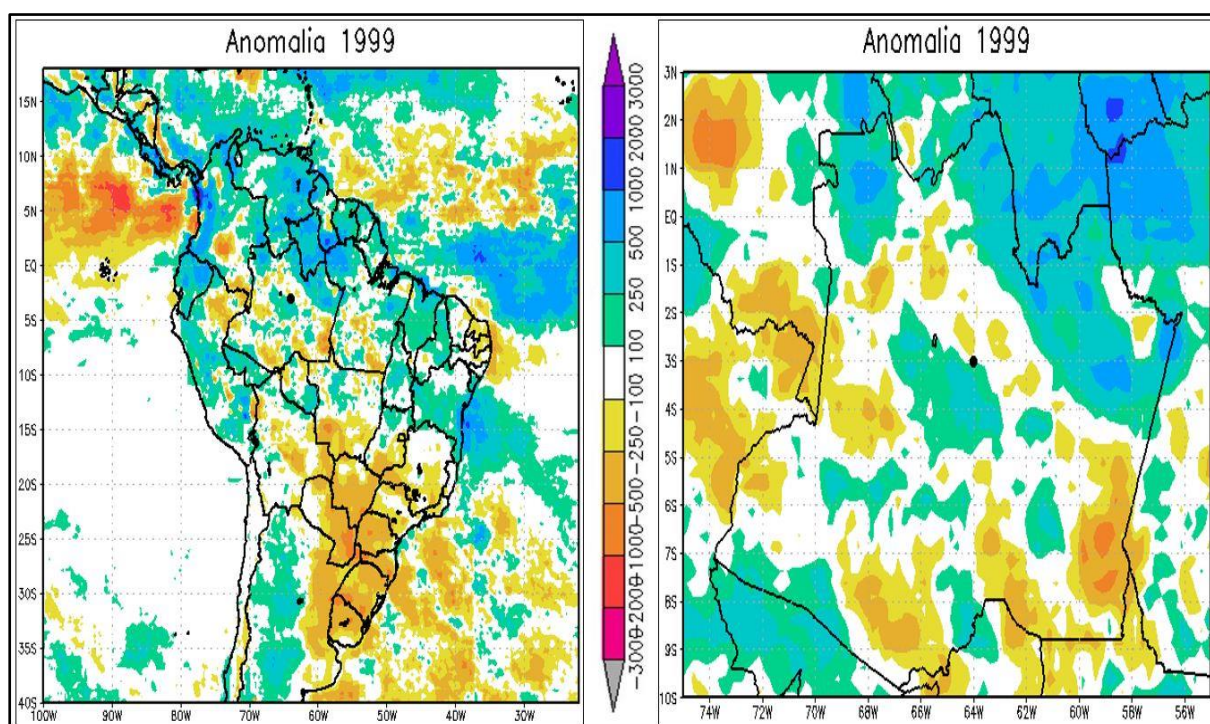 Anomalia 1999
15N
10N
5N
EQ
5S
10S
15S
20S
25S
30S
35S
40S
100W
90W
80W
70W
60W
50W
40W
30W
3000
2000
1000
500
250
100
-100
-250
-500
-1000
-2000
-3000
Anomalia 1999
3N
2N
1N
EQ
1S
2S
3S
4S
5S
6S
7S
8S
9S
10S
74W
72W
70W
68W
66W
64W
62W
60W
58W
56W